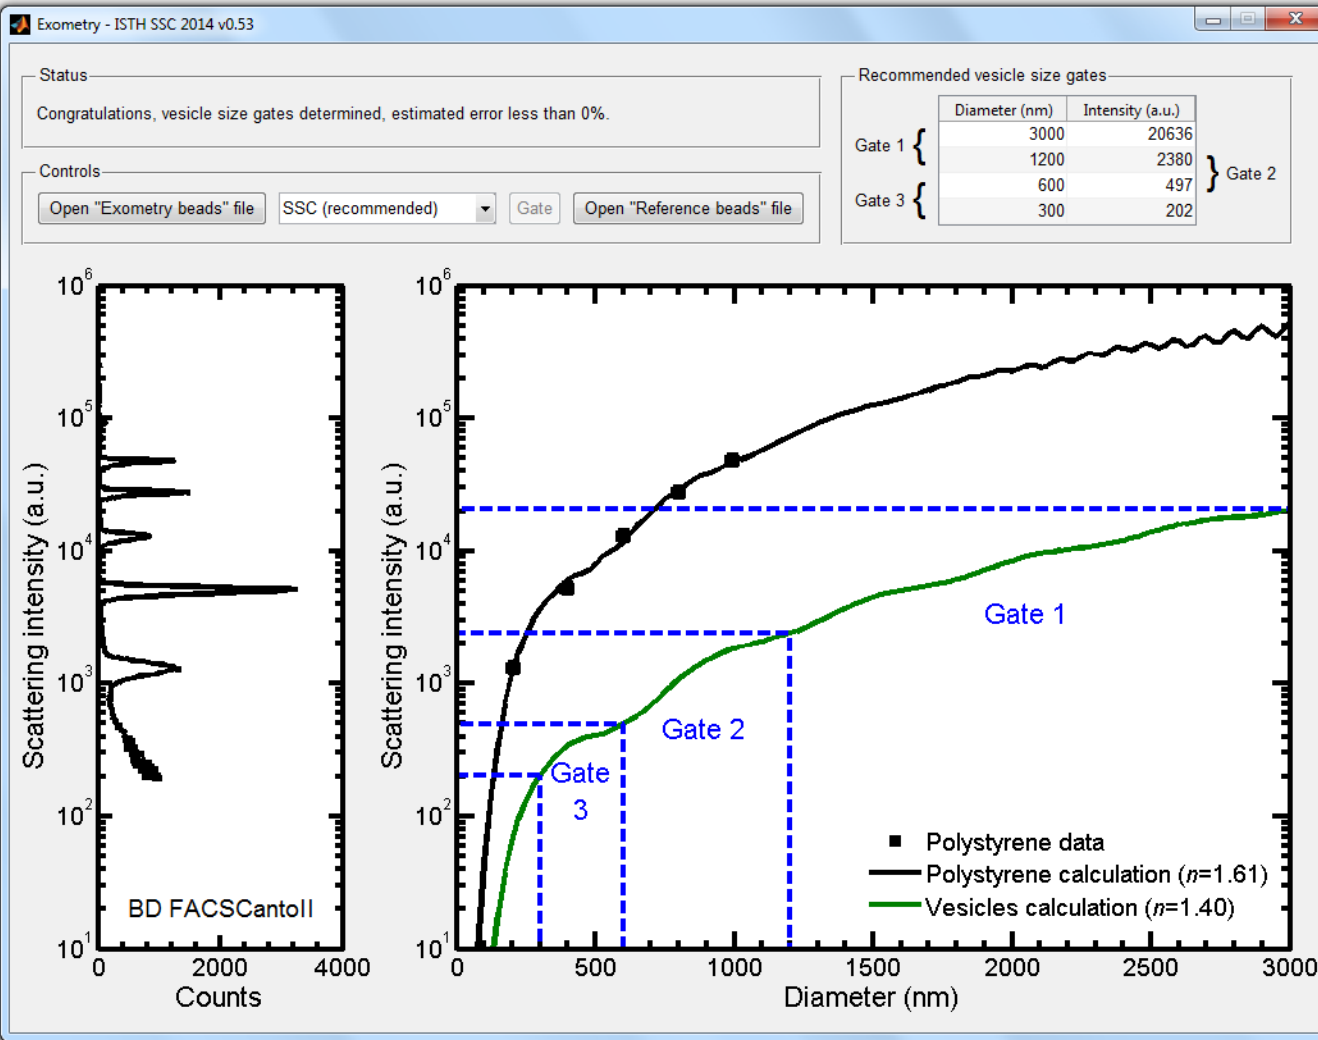 Exometry - ISTH SSC 2014 v0.53
Status
Congratulations, vesicle size gates determined, estimated error less than 0%.
Controls
Open "Exometry beads" file
SSC (recommended)
Gate
Open "Reference beads" file
Recommended vesicle size gates
Diameter (nm) Intensity (a.u.)
3000 20636
1200 2380
600 497
300 202
Gate 1 {
Gate 3 {
} Gate 2
10^6
10^5
10^4
10^3
10^2
10^1
Scattering intensity (a.u.)
BD FACSCantoII
0 2000 4000
Counts
10^6
10^5
10^4
10^3
10^2
10^1
Scattering intensity (a.u.)
Gate 1
Gate 2
Gate
3
Polystyrene data
Polystyrene calculation (n=1.61)
Vesicles calculation (n=1.40)
0 500 1000 1500 2000 2500 3000
Diameter (nm)